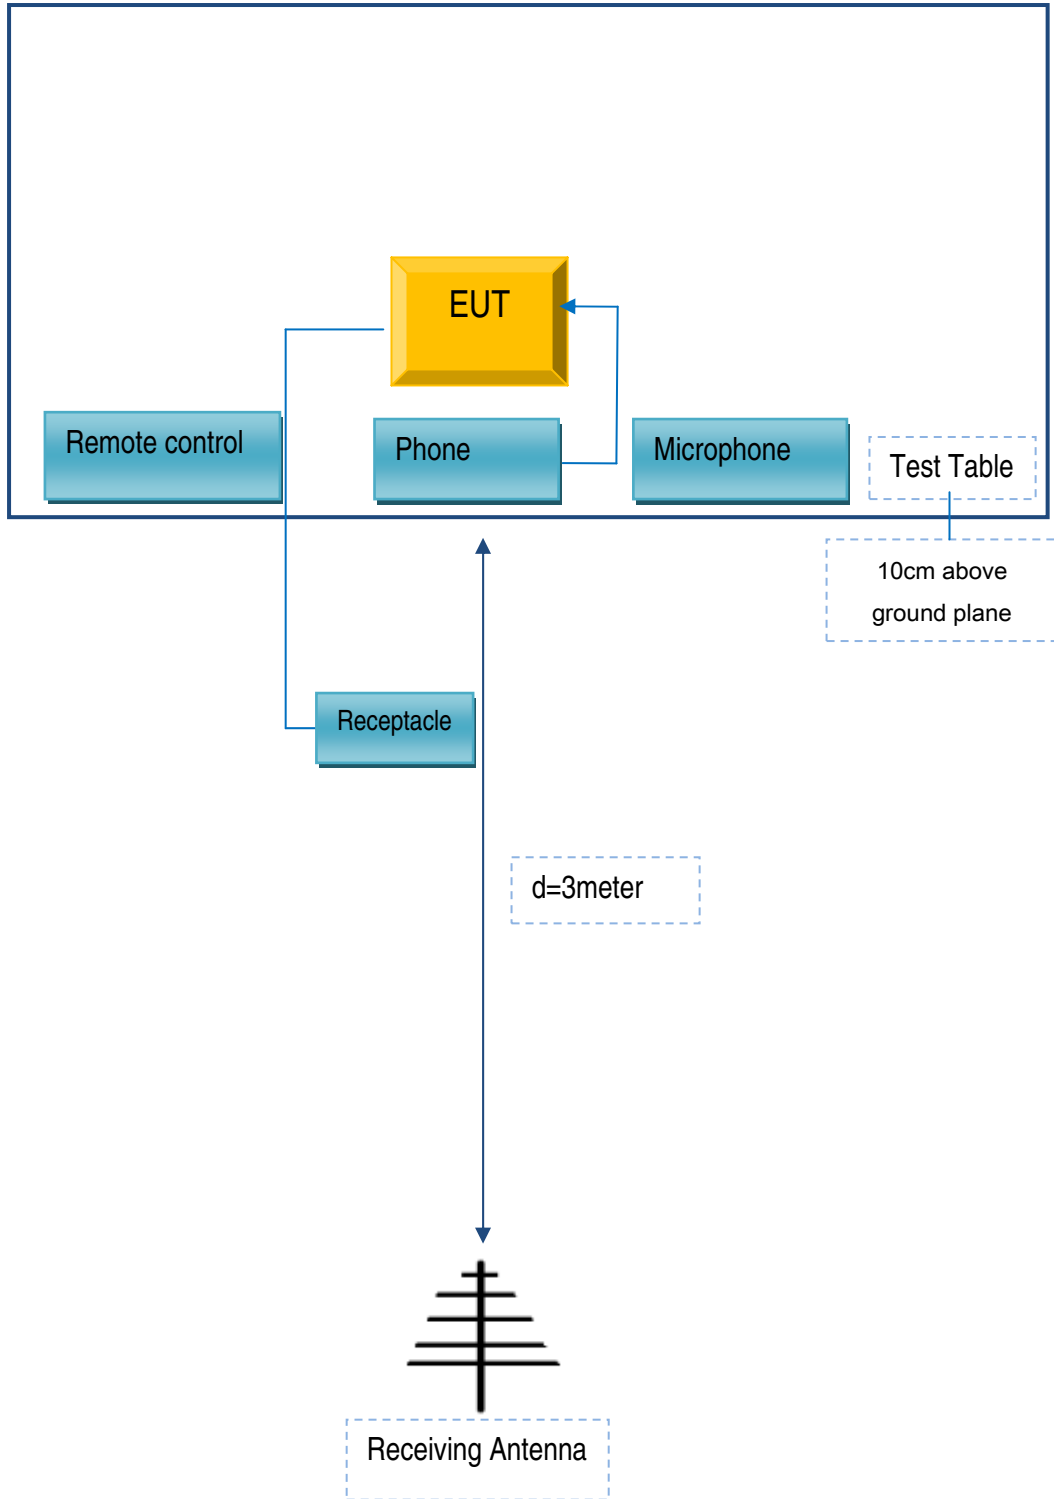 EUT
Remote control
Phone
Microphone
Test Table
10cm above
ground plane
Receptacle
d=3meter
Receiving Antenna